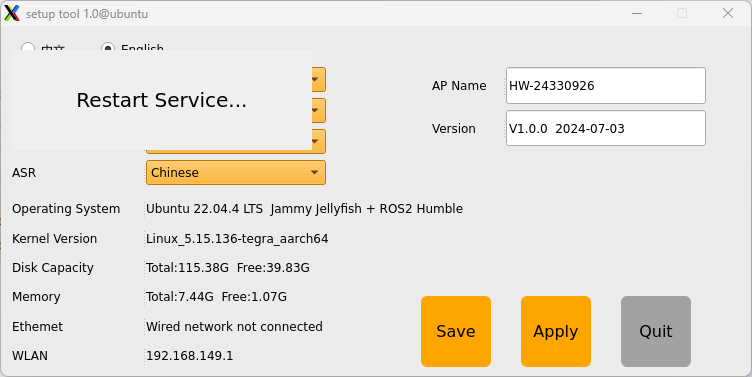 setup tool 1.0@ubuntu
中文 English
Restart Service...
AP Name HW-24330926
Version V1.0.0 2024-07-03
ASR Chinese
Operating System Ubuntu 22.04.4 LTS Jammy Jellyfish + ROS2 Humble
Kernel Version Linux_5.15.136-tegra_aarch64
Disk Capacity Total:115.38G Free:39.83G
Memory Total:7.44G Free:1.07G
Ethemet Wired network not connected
WLAN 192.168.149.1
Save Apply Quit